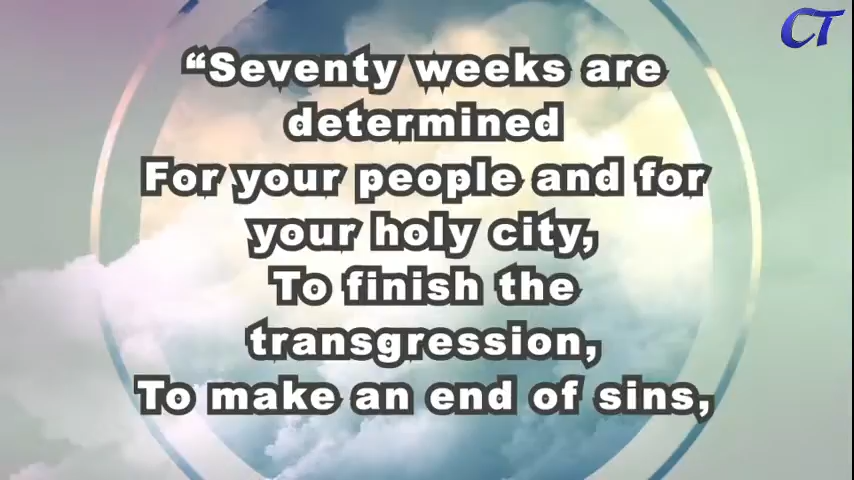 CT
“Seventy weeks are
determined
For your people and for
your holy city,
To finish the
transgression,
To make an end of sins,